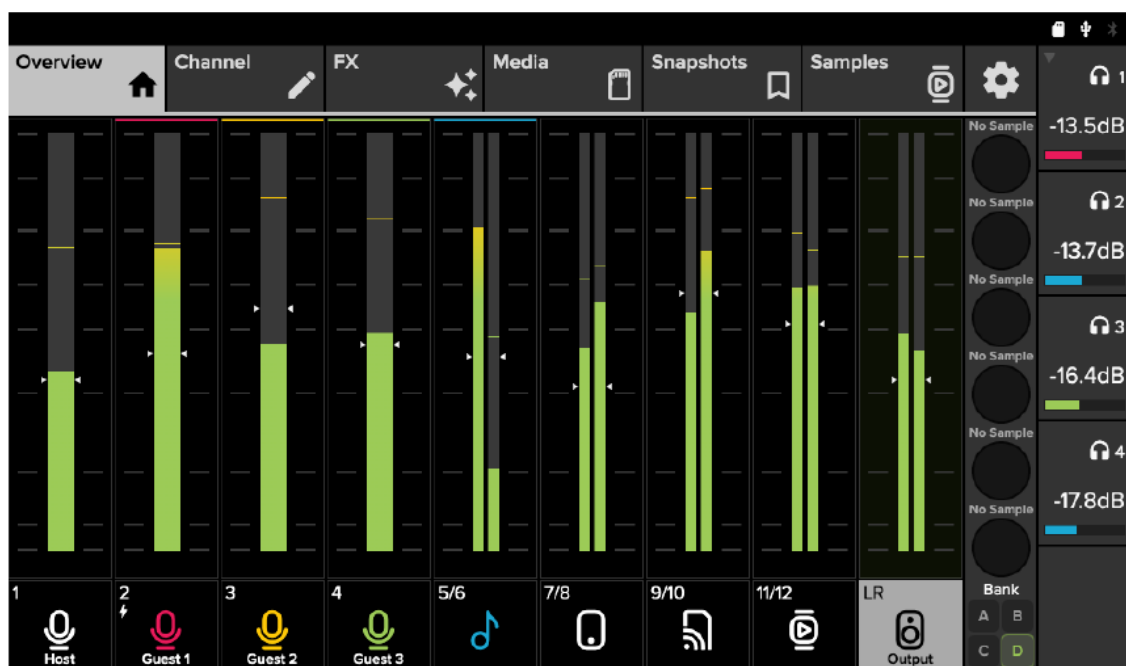 Overview Channel FX Media Snapshots Samples
1
-13.5dB
2
-13.7dB
3
-16.4dB
4
-17.8dB
No Sample
No Sample
No Sample
No Sample
No Sample
No Sample
1
Host
2
Guest 1
3
Guest 2
4
Guest 3
5/6
7/8
9/10
11/12
LR
Output
Bank
A B
C D